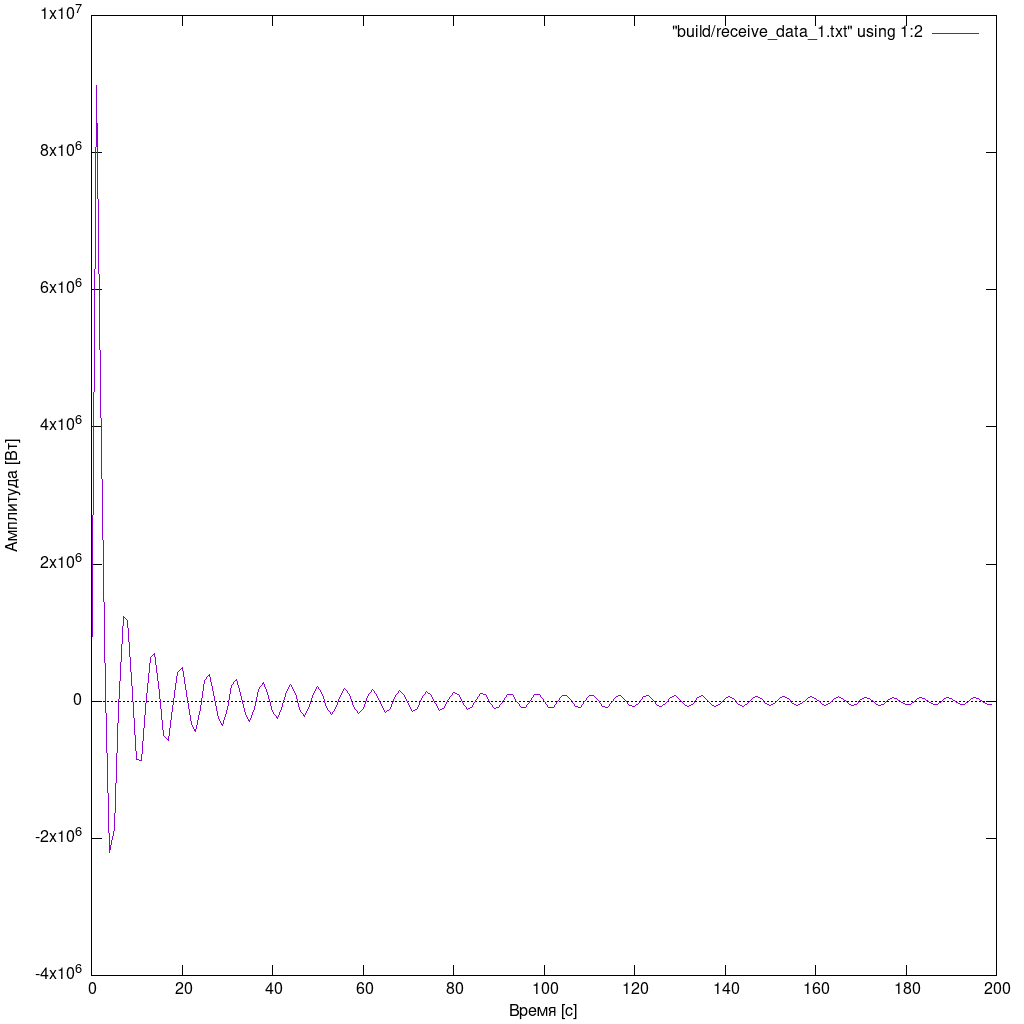 1x10⁷
"build/receive_data_1.txt" using 1:2
8x10⁶
6x10⁶
4x10⁶
2x10⁶
0
-2x10⁶
-4x10⁶
Амплитуда [Вт]
0 20 40 60 80 100 120 140 160 180 200
Время [с]